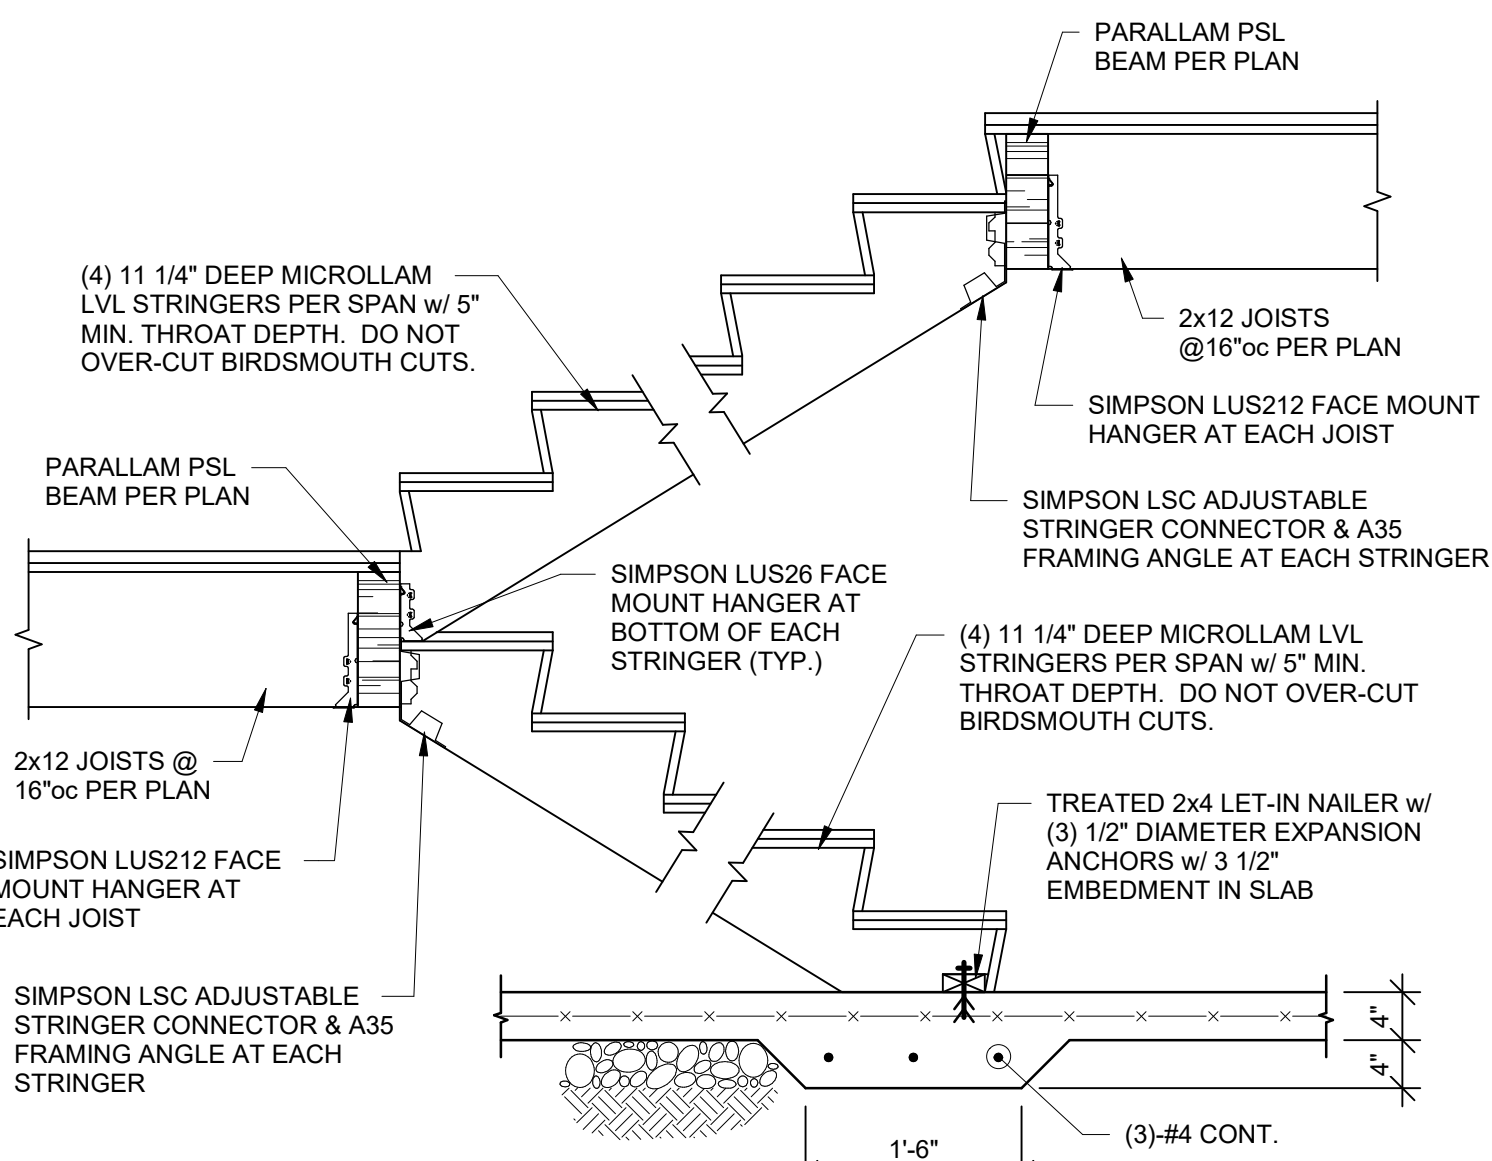 PARALLAM PSL
BEAM PER PLAN
(4) 11 1/4" DEEP MICROLLAM
LVL STRINGERS PER SPAN w/ 5"
MIN. THROAT DEPTH. DO NOT
OVER-CUT BIRDSMOUTH CUTS.
2x12 JOISTS
@16"oc PER PLAN
SIMPSON LUS212 FACE MOUNT
HANGER AT EACH JOIST
PARALLAM PSL
BEAM PER PLAN
SIMPSON LSC ADJUSTABLE
STRINGER CONNECTOR & A35
FRAMING ANGLE AT EACH STRINGER
SIMPSON LUS26 FACE
MOUNT HANGER AT
BOTTOM OF EACH
STRINGER (TYP.)
(4) 11 1/4" DEEP MICROLLAM LVL
STRINGERS PER SPAN w/ 5" MIN.
THROAT DEPTH. DO NOT OVER-CUT
BIRDSMOUTH CUTS.
2x12 JOISTS @
16"oc PER PLAN
TREATED 2x4 LET-IN NAILER w/
(3) 1/2" DIAMETER EXPANSION
ANCHORS w/ 3 1/2"
EMBEDMENT IN SLAB
SIMPSON LUS212 FACE
MOUNT HANGER AT
EACH JOIST
SIMPSON LSC ADJUSTABLE
STRINGER CONNECTOR & A35
FRAMING ANGLE AT EACH
STRINGER
4"
4"
(3)-#4 CONT.
1'-6"